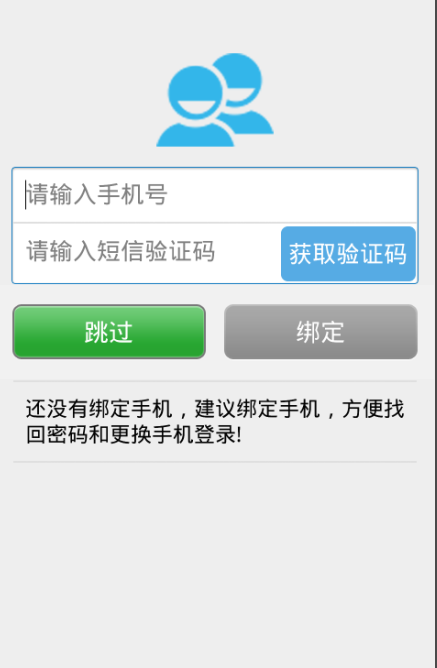 请输入手机号
请输入短信验证码
获取验证码
跳过
绑定
还没有绑定手机，建议绑定手机，方便找
回密码和更换手机登录!